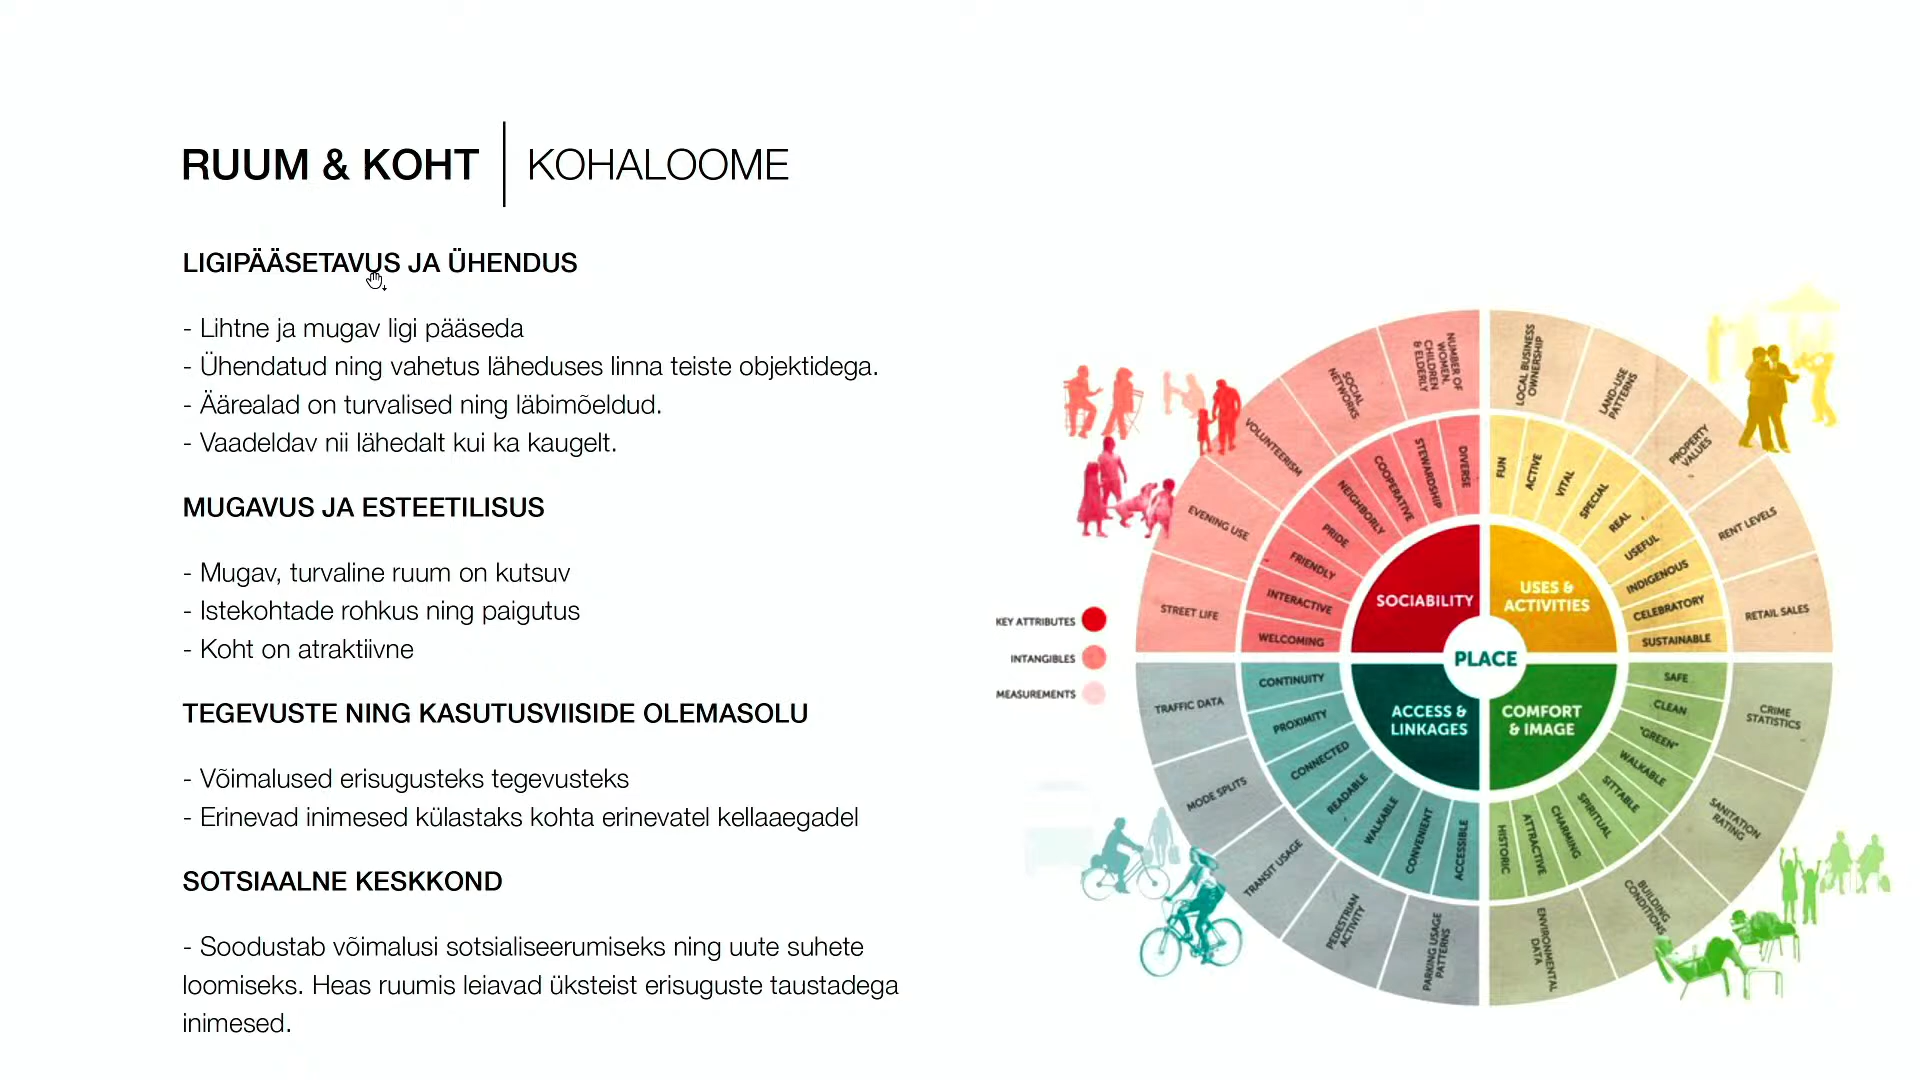 RUUM & KOHT | KOHALOOME
LIGIPÄÄSETAVUS JA ÜHENDUS
- Lihtne ja mugav ligi pääseda
- Ühendatud ning vahetus läheduses linna teiste objektidega.
- Äärealad on turvalised ning läbimõeldud.
- Vaadeldav nii lähedalt kui ka kaugelt.
MUGAVUS JA ESTEETILISUS
- Mugav, turvaline ruum on kutsuv
- Istekohtade rohkus ning paigutus
- Koht on atraktiivne
TEGEVUSTE NING KASUTUSVIISIDE OLEMASOLU
- Võimalused erisugusteks tegevusteks
- Erinevad inimesed külastaks kohta erinevatel kellaaegadel
SOTSIAALNE KESKKOND
- Soodustab võimalusi sotsialiseerumiseks ning uute suhete
loomiseks. Heas ruumis leiavad üksteist erisuguste taustadega
inimesed.
KEY ATTRIBUTES
INTANGIBLES
MEASUREMENTS
PLACE
SOCIABILITY
USES &
ACTIVITIES
ACCESS &
LINKAGES
COMFORT
& IMAGE
WELCOMING
INTERACTIVE
FRIENDLY
PRIDE
NEIGHBORLY
COOPERATIVE
STEWARDSHIP
DIVERSE
FUN
ACTIVE
VITAL
SPECIAL
REAL
USEFUL
INDIGENOUS
CELEBRATORY
SUSTAINABLE
SAFE
CLEAN
"GREEN"
WALKABLE
SITTABLE
SPIRITUAL
CHARMING
ATTRACTIVE
HISTORIC
ACCESSIBLE
CONVENIENT
WALKABLE
READABLE
CONNECTED
PROXIMITY
CONTINUITY
STREET LIFE
EVENING USE
VOLUNTEERISM
SOCIAL
NETWORKS
NUMBER OF
WOMEN,
CHILDREN
& ELDERLY
LOCAL BUSINESS
OWNERSHIP
LAND-USE
PATTERNS
PROPERTY
VALUES
RENT LEVELS
RETAIL SALES
CRIME
STATISTICS
SANITATION
RATING
BUILDING
CONDITIONS
ENVIRONMENTAL
DATA
PARKING USAGE
PATTERNS
PEDESTRIAN
ACTIVITY
TRANSIT USAGE
MODE SPLITS
TRAFFIC DATA